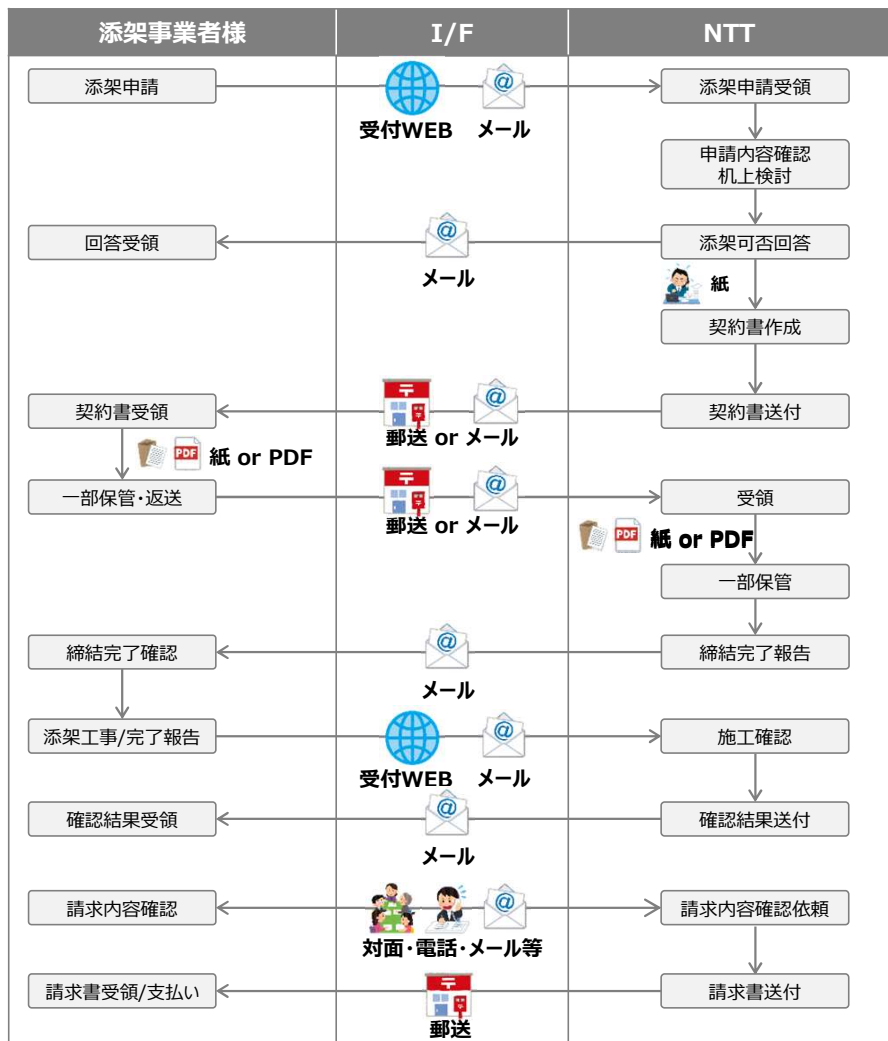 添架事業者様
I/F
NTT
添架申請
受付WEB
メール
添架申請受領
申請内容確認
机上検討
回答受領
メール
添架可否回答
紙
契約書作成
契約書受領
郵送 or メール
契約書送付
PDF
紙 or PDF
一部保管・返送
郵送 or メール
受領
PDF
紙 or PDF
一部保管
締結完了確認
メール
締結完了報告
添架工事/完了報告
受付WEB
メール
施工確認
確認結果受領
メール
確認結果送付
請求内容確認
対面・電話・メール等
請求内容確認依頼
請求書受領/支払い
郵送
請求書送付